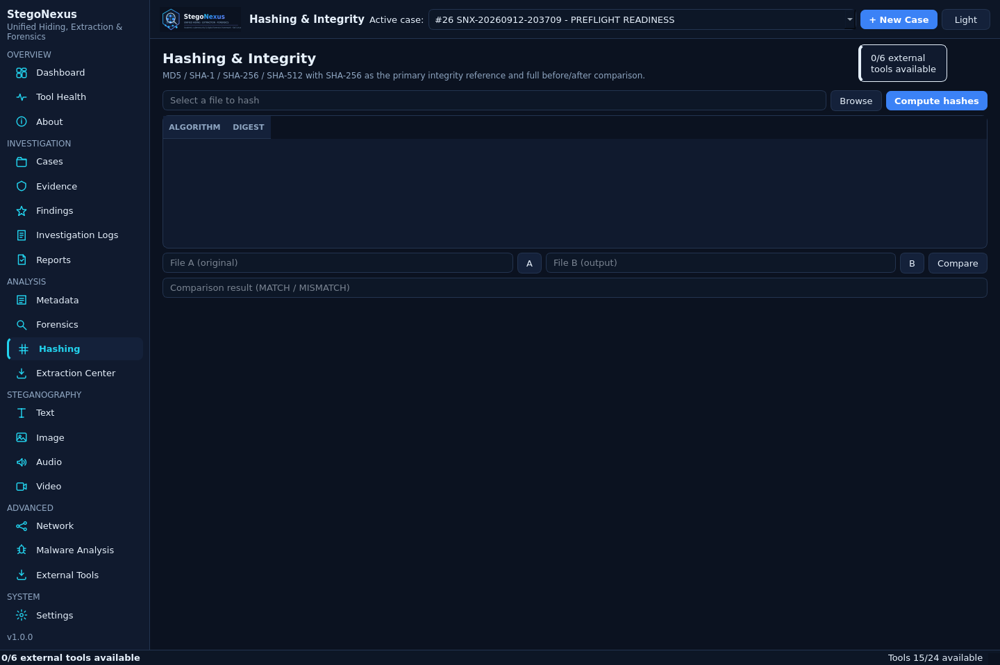 StegoNexus
Unified Hiding, Extraction &
Forensics
OVERVIEW
Dashboard
Tool Health
About
INVESTIGATION
Cases
Evidence
Findings
Investigation Logs
Reports
ANALYSIS
Metadata
Forensics
Hashing
Extraction Center
STEGANOGRAPHY
Text
Image
Audio
Video
ADVANCED
Network
Malware Analysis
External Tools
SYSTEM
Settings
v1.0.0
StegoNexus
Hashing & Integrity
Active case:
#26 SNX-20260912-203709 - PREFLIGHT READINESS
+ New Case
Light
Hashing & Integrity
MD5 / SHA-1 / SHA-256 / SHA-512 with SHA-256 as the primary integrity reference and full before/after comparison.
0/6 external
tools available
Select a file to hash
Browse
Compute hashes
ALGORITHM DIGEST
File A (original)
A
File B (output)
B
Compare
Comparison result (MATCH / MISMATCH)
0/6 external tools available
Tools 15/24 available